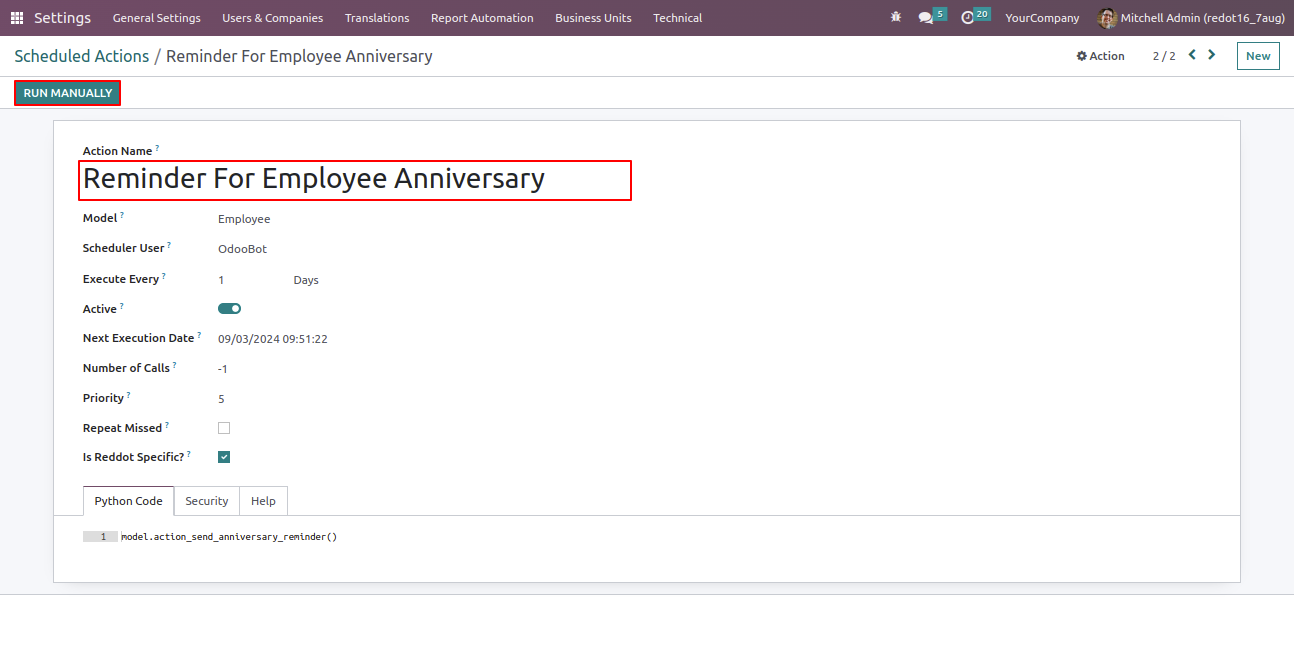 Settings General Settings Users & Companies Translations Report Automation Business Units Technical 5 20 YourCompany Mitchell Admin (redot16_7aug)
Scheduled Actions / Reminder For Employee Anniversary Action 2 / 2 New
RUN MANUALLY
Action Name ?
Reminder For Employee Anniversary
Model ? Employee
Scheduler User ? OdooBot
Execute Every ? 1 Days
Active ?
Next Execution Date ? 09/03/2024 09:51:22
Number of Calls ? -1
Priority ? 5
Repeat Missed ?
Is Reddot Specific? ?
Python Code Security Help
1 model.action_send_anniversary_reminder()